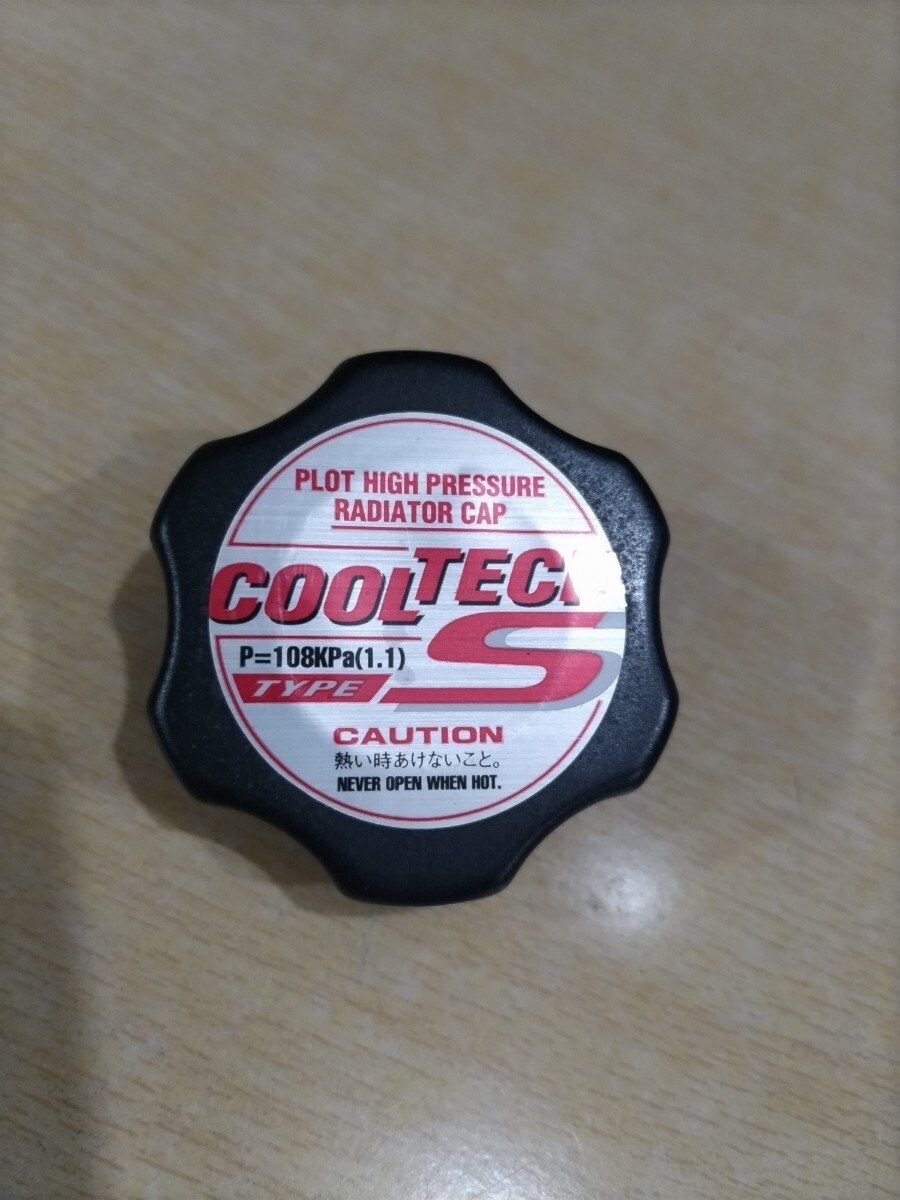 PLOT HIGH PRESSURE
RADIATOR CAP
COOLTECH
P=108KPa(1.1)
TYPE S
CAUTION
熱い時あけないこと。
NEVER OPEN WHEN HOT.